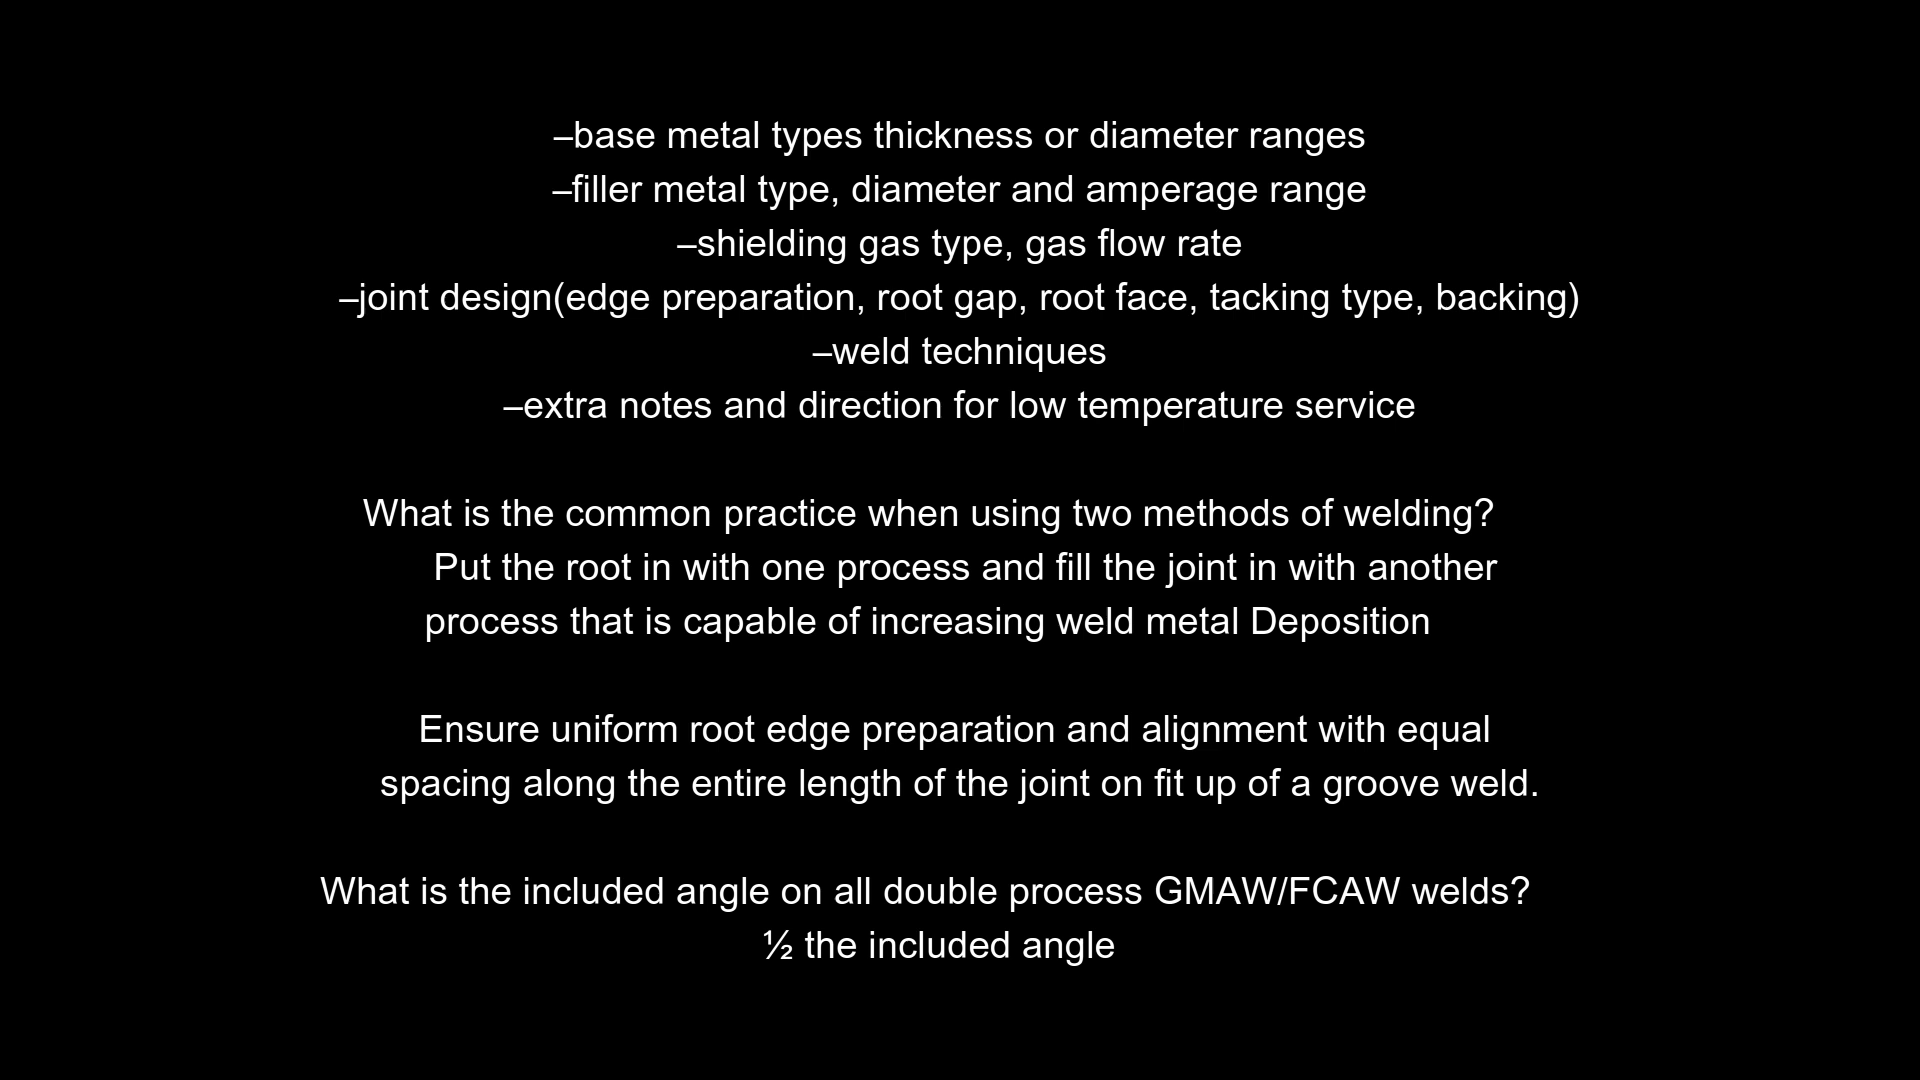 –base metal types thickness or diameter ranges
–filler metal type, diameter and amperage range
–shielding gas type, gas flow rate
–joint design(edge preparation, root gap, root face, tacking type, backing)
–weld techniques
–extra notes and direction for low temperature service
What is the common practice when using two methods of welding?
Put the root in with one process and fill the joint in with another
process that is capable of increasing weld metal Deposition
Ensure uniform root edge preparation and alignment with equal
spacing along the entire length of the joint on fit up of a groove weld.
What is the included angle on all double process GMAW/FCAW welds?
½ the included angle